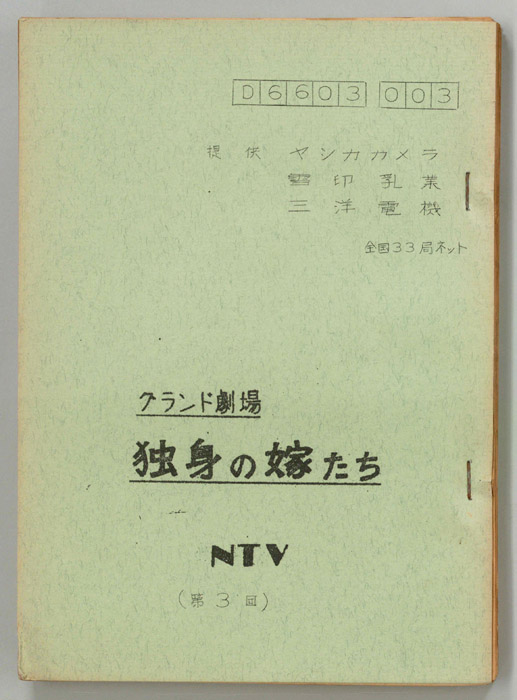 D6603 003
提供 ヤシカカメラ
雪印乳業
三洋電機
全国33局ネット
グランド劇場
独身の嫁たち
NTV
(第3回)